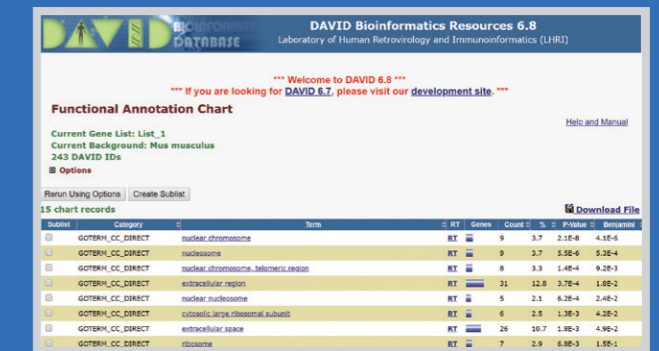 DAVID BIOINFORMATICS DATABASE
DAVID Bioinformatics Resources 6.8
Laboratory of Human Retrovirology and Immunoinformatics (LHRI)
*** Welcome to DAVID 6.8 ***
*** If you are looking for DAVID 6.7, please visit our development site. ***
Functional Annotation Chart
Help and Manual
Current Gene List: List_1
Current Background: Mus musculus
243 DAVID IDs
Options
Rerun Using Options Create Sublist
15 chart records Download File
Sublist Category Term RT Genes Count % P-Value Benjamini
GOTERM_CC_DIRECT nuclear chromosome RT 9 3.7 2.1E-8 4.1E-6
GOTERM_CC_DIRECT nucleosome RT 9 3.7 5.5E-6 5.3E-4
GOTERM_CC_DIRECT nuclear chromosome, telomeric region RT 8 3.3 1.4E-4 9.2E-3
GOTERM_CC_DIRECT extracellular region RT 31 12.8 3.7E-4 1.8E-2
GOTERM_CC_DIRECT nuclear nucleosome RT 5 2.1 6.2E-4 2.4E-2
GOTERM_CC_DIRECT cytosolic large ribosomal subunit RT 6 2.5 1.3E-3 4.2E-2
GOTERM_CC_DIRECT extracellular space RT 26 10.7 1.8E-3 4.9E-2
GOTERM_CC_DIRECT ribosome RT 7 2.9 6.8E-3 1.5E-1